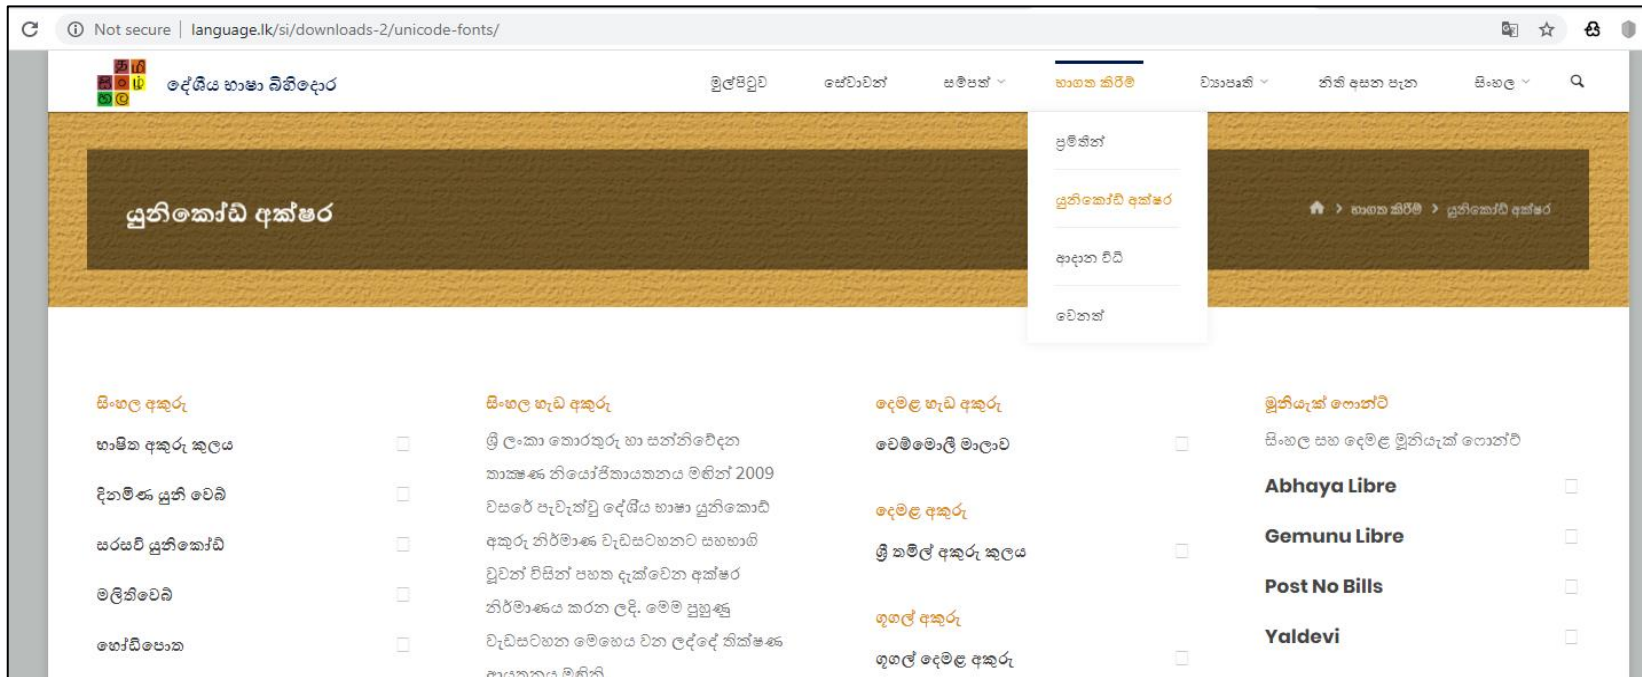 Not secure | language.lk/si/downloads-2/unicode-fonts/
தமி
සිංழ்
හල
දේශීය භාෂා බිහිදොර
මුල්පිටුව
සේවාවන්
සම්පත්
භාගත කිරීම්
ව්‍යාපෘති
නිති අසන පැන
සිංහල
ප්‍රමිතින්
යුනිකෝඩ් අක්ෂර
ආදාන විධි
වෙනත්
යුනිකෝඩ් අක්ෂර
> භාගත කිරීම් > යුනිකෝඩ් අක්ෂර
සිංහල අකුරු
භාෂිත අකුරු කුලය
දිනමිණ යුනි වෙබ්
සරසවි යුනිකෝඩ්
මලිතිවෙබ්
හෝඩිපොත
සිංහල හැඩ අකුරු
ශ්‍රී ලංකා තොරතුරු හා සන්නිවේදන
තාක්‍ෂණ නියෝජිතායතනය මඟින් 2009
වසරේ පැවැත්වූ දේශීය භාෂා යුනිකොඩ්
අකුරු නිර්මාණ වැඩසටහනට සහභාගි
වූවන් විසින් පහත දැක්වෙන අක්ෂර
නිර්මාණය කරන ලදි. මෙම පුහුණු
වැඩසටහන මෙහෙය වන ලද්දේ තික්ෂණ
ආයතනය මඟිනි
දෙමළ හැඩ අකුරු
චෙම්මොලී මාලාව
දෙමළ අකුරු
ශ්‍රී තමිල් අකුරු කුලය
ගූගල් අකුරු
ගූගල් දෙමළ අකුරු
මූනියැක් ෆොන්ට්
සිංහල සහ දෙමළ මූනියැක් ෆොන්ට්
Abhaya Libre
Gemunu Libre
Post No Bills
Yaldevi